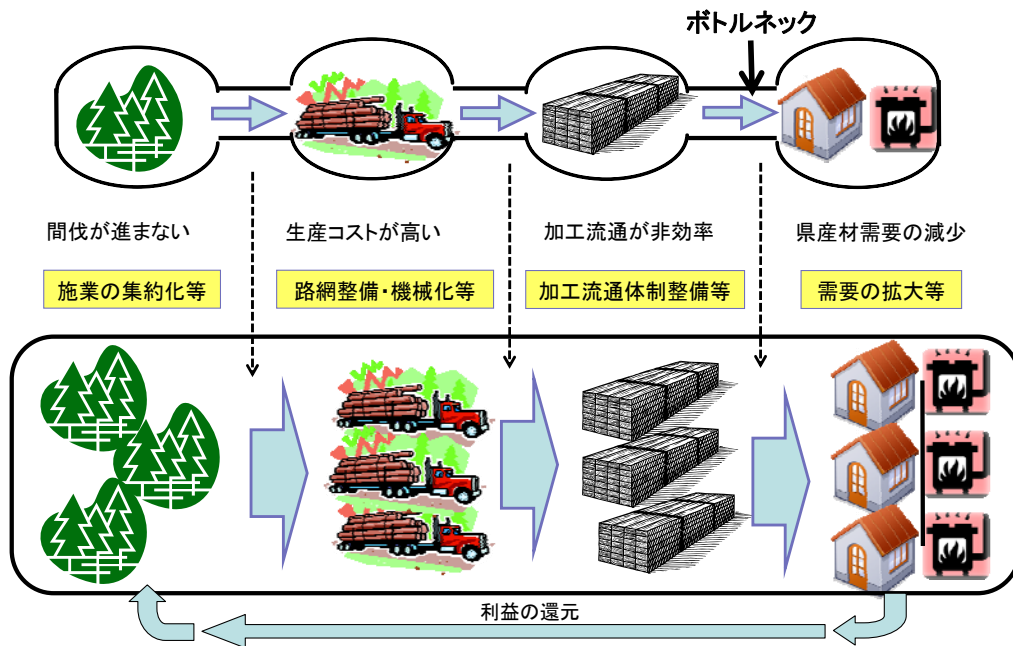 ボトルネック
間伐が進まない
生産コストが高い
加工流通が非効率
県産材需要の減少
施業の集約化等
路網整備・機械化等
加工流通体制整備等
需要の拡大等
利益の還元